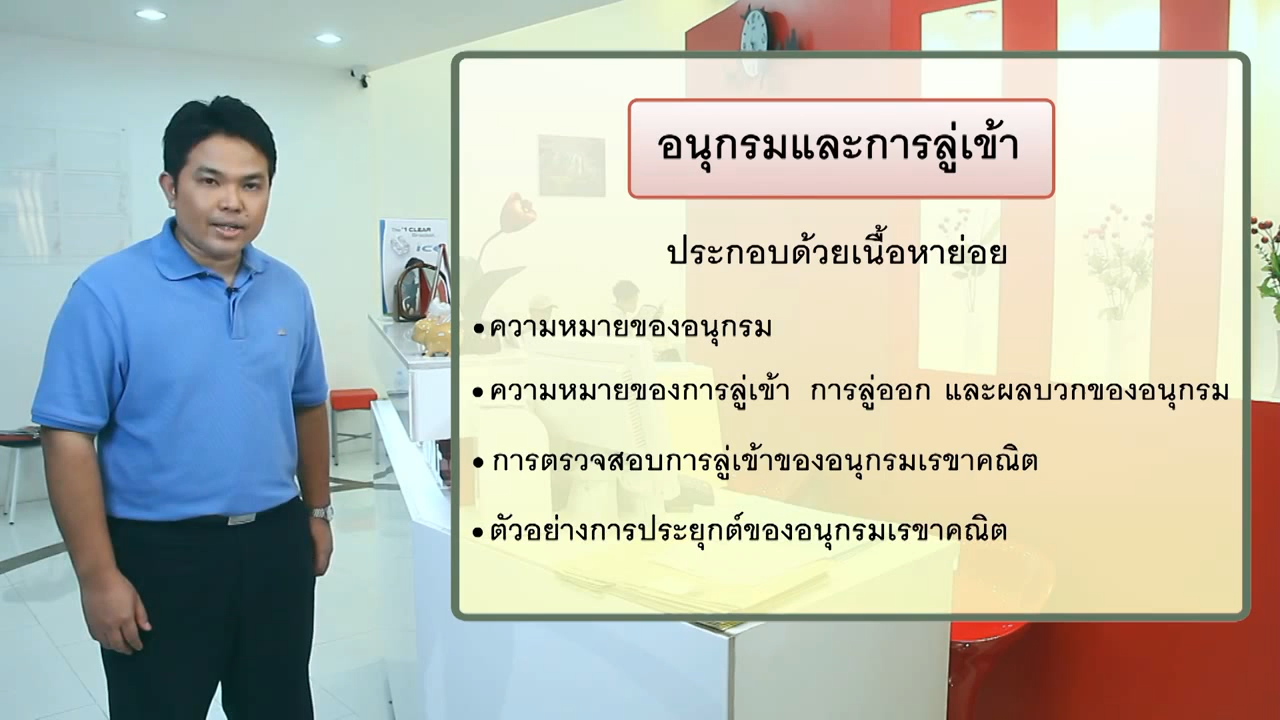 อนุกรมและการลู่เข้า
ประกอบด้วยเนื้อหาย่อย
•ความหมายของอนุกรม
•ความหมายของการลู่เข้า การลู่ออก และผลบวกของอนุกรม
• การตรวจสอบการลู่เข้าของอนุกรมเรขาคณิต
•ตัวอย่างการประยุกต์ของอนุกรมเรขาคณิต